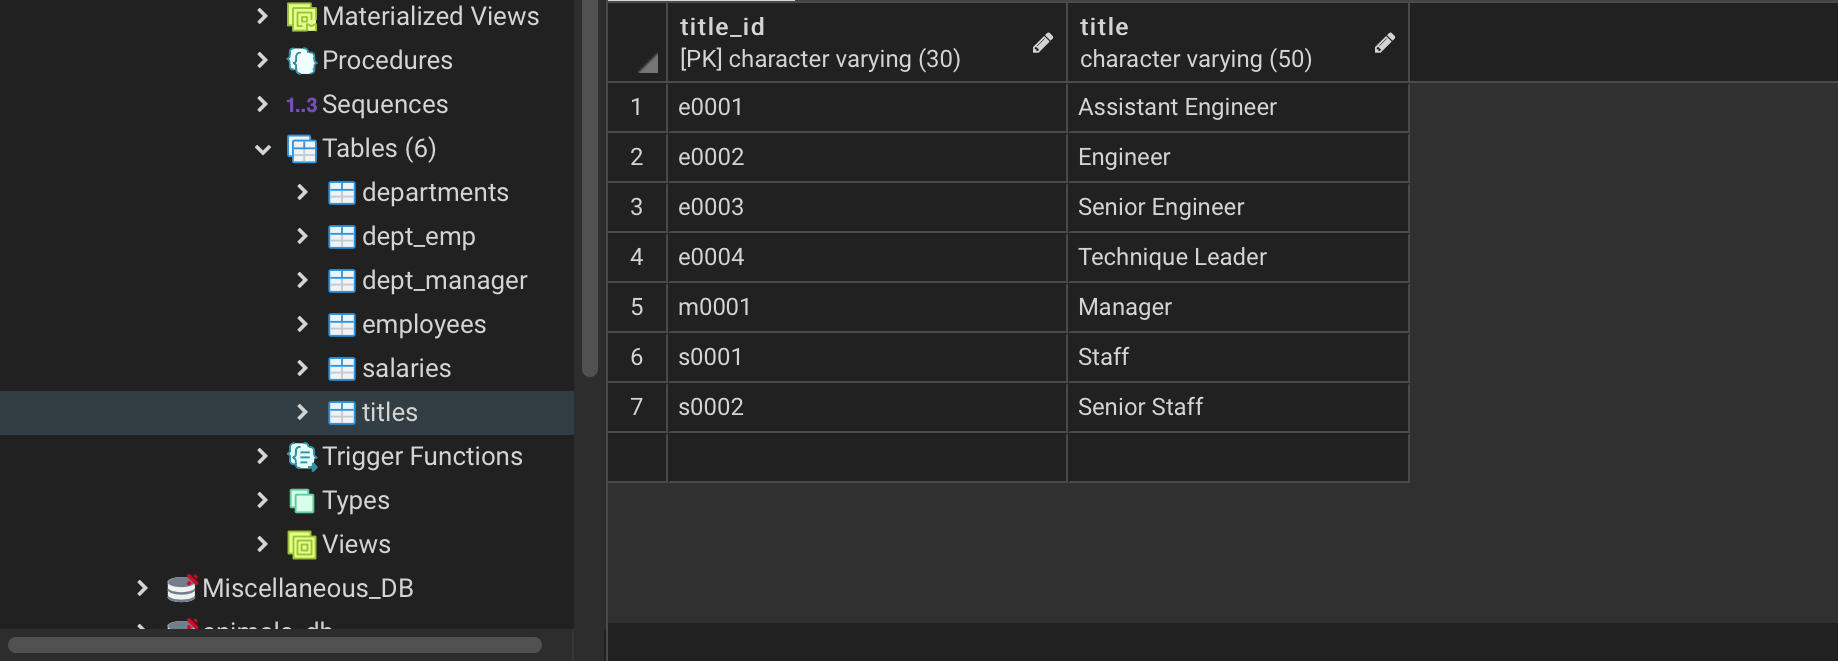 Materialized Views
Procedures
1..3 Sequences
Tables (6)
departments
dept_emp
dept_manager
employees
salaries
titles
Trigger Functions
Types
Views
Miscellaneous_DB
animals_db
title_id title
[PK] character varying (30) character varying (50)
1 e0001 Assistant Engineer
2 e0002 Engineer
3 e0003 Senior Engineer
4 e0004 Technique Leader
5 m0001 Manager
6 s0001 Staff
7 s0002 Senior Staff